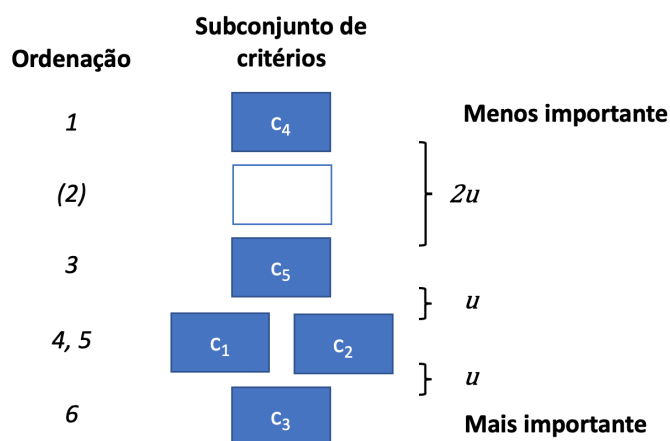 Ordenação
Subconjunto de
critérios
1
c4
Menos importante
(2)
2u
3
c5
u
4, 5
c1
c2
u
6
c3
Mais importante